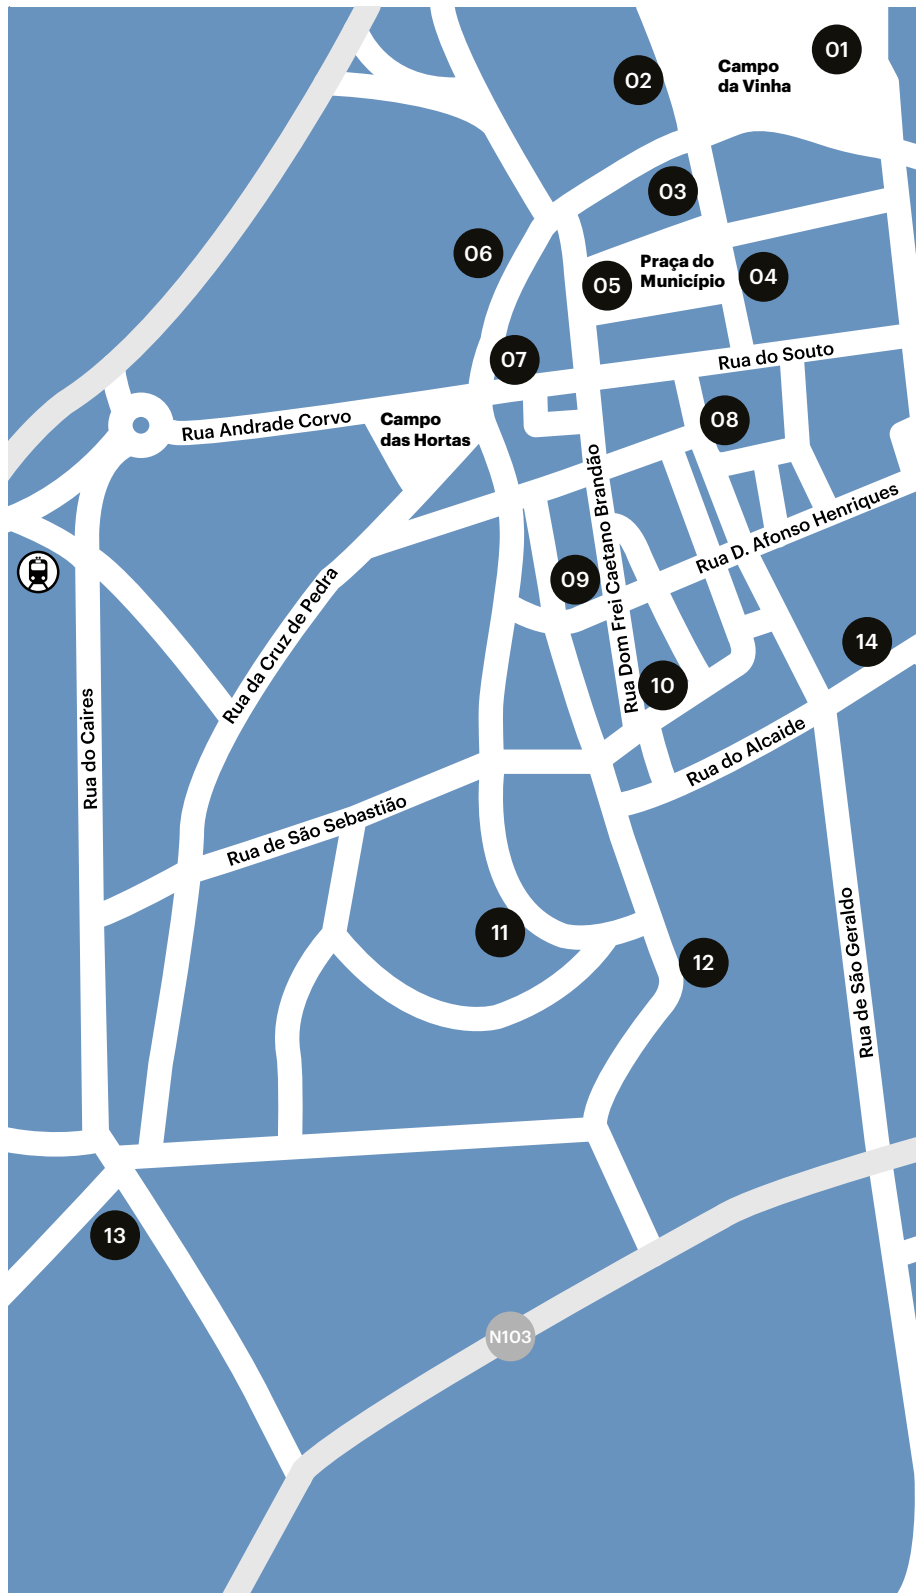 01
Campo
da Vinha
02
03
06
Praça do
Município
04
05
07
Rua do Souto
Rua Andrade Corvo
Campo
das Hortas
08
Rua Dom Frei Caetano Brandão
Rua D. Afonso Henriques
09
Rua da Cruz de Pedra
14
10
Rua do Caires
Rua do Alcaide
Rua de São Sebastião
11
12
Rua de São Geraldo
13
N103